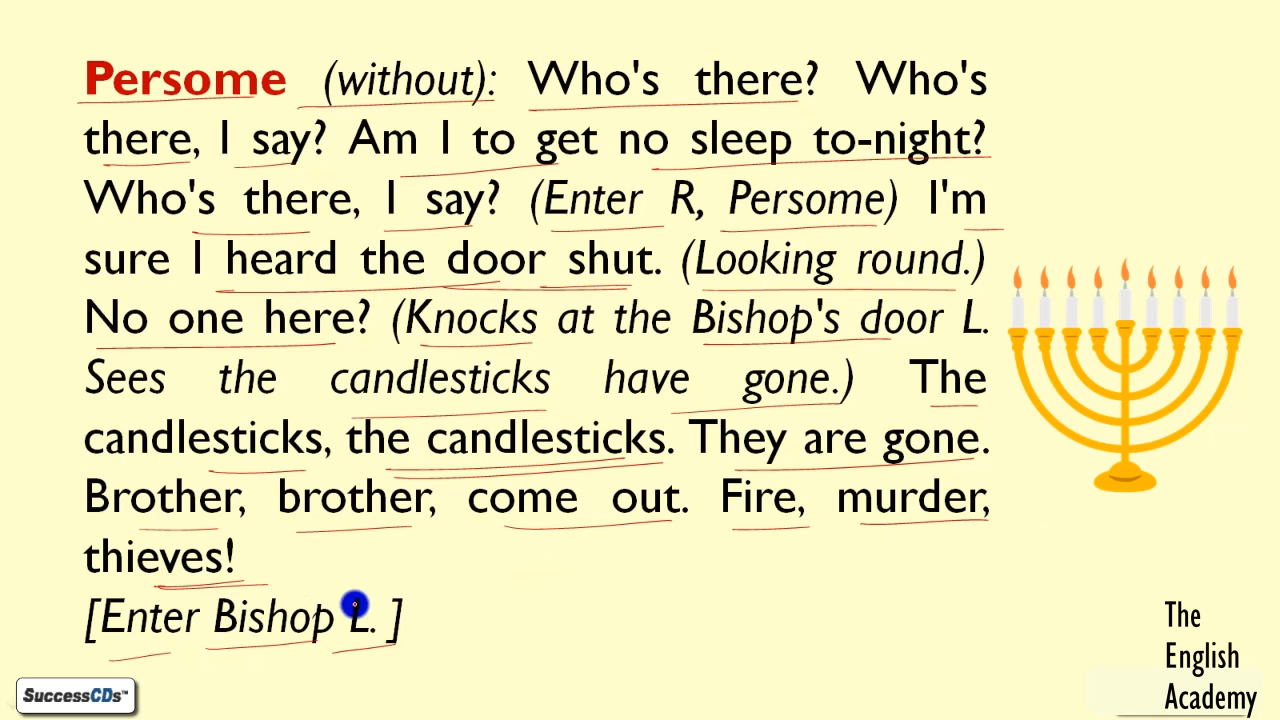 Persome (without): Who's there? Who's
there, I say? Am I to get no sleep to-night?
Who's there, I say? (Enter R, Persome) I'm
sure I heard the door shut. (Looking round.)
No one here? (Knocks at the Bishop's door L.
Sees the candlesticks have gone.) The
candlesticks, the candlesticks. They are gone.
Brother, brother, come out. Fire, murder,
thieves!
[Enter Bishop L. ]
The
English
Academy
SuccessCDs™